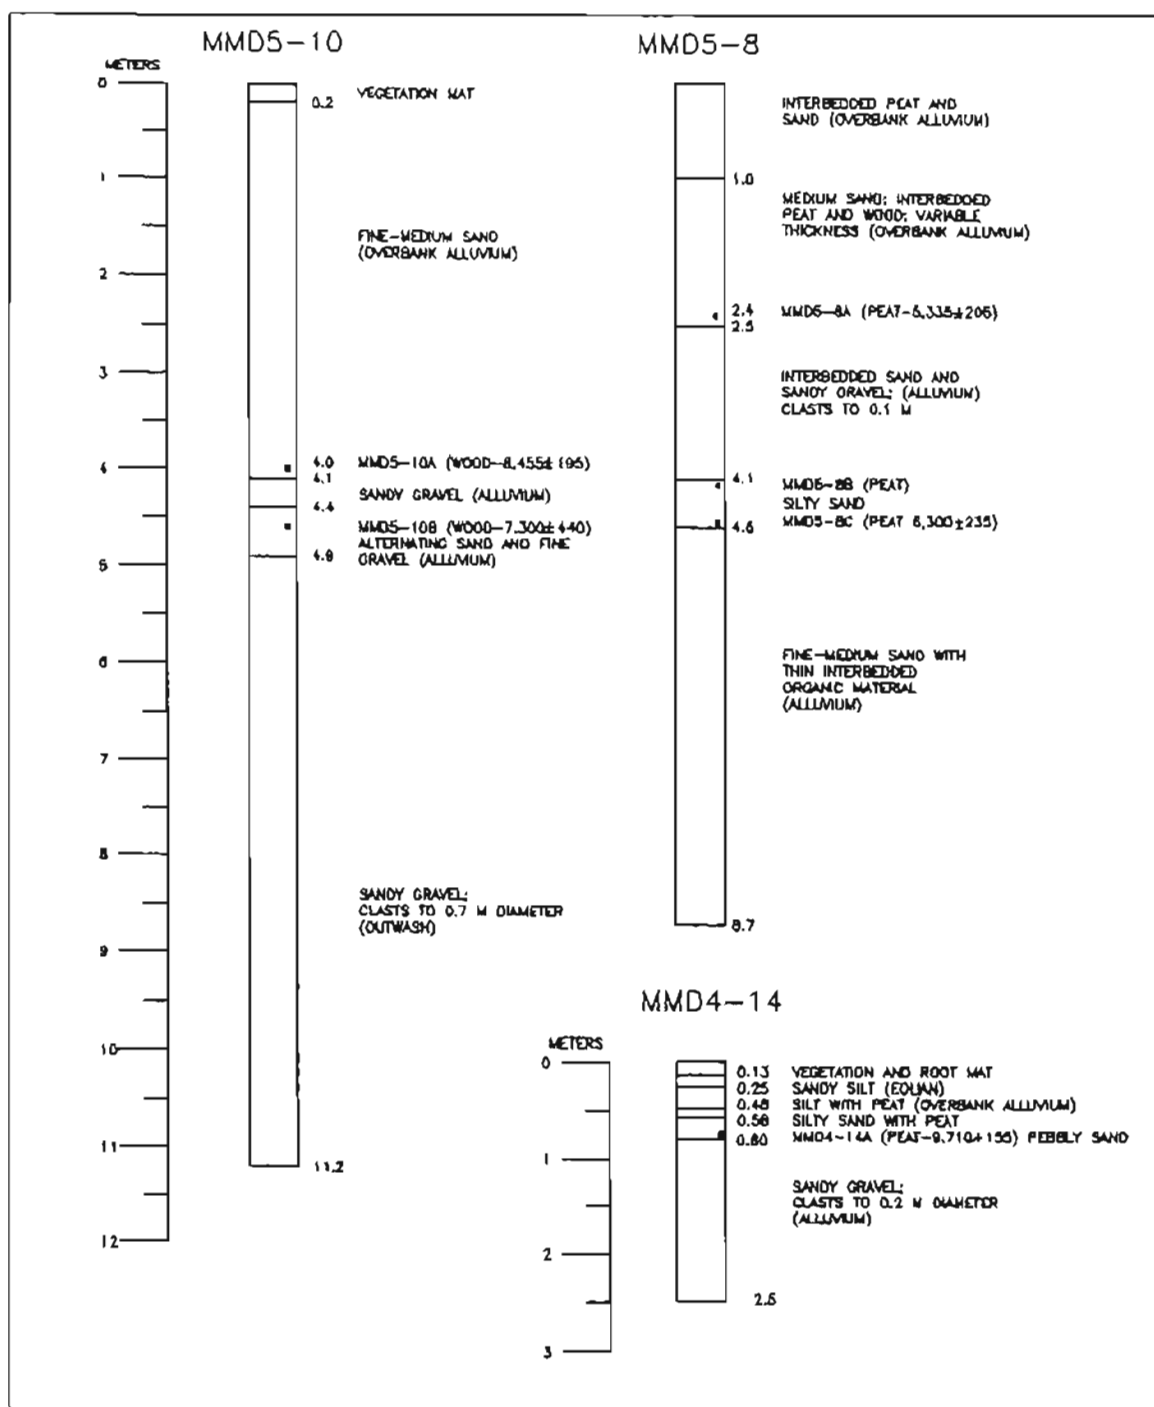 MMD5-10
METERS
0
1
2
3
4
5
6
7
8
9
10
11
12
0.2
4.0
4.1
4.4
4.9
11.2
VEGETATION MAT
FINE-MEDIUM SAND
(OVERBANK ALLUVIUM)
MMD5-10A (WOOD-8,455±195)
SANDY GRAVEL (ALLUVIUM)
MMD5-10B (WOOD-7,300±440)
ALTERNATING SAND AND FINE
GRAVEL (ALLUVIUM)
SANDY GRAVEL;
CLASTS TO 0.7 M DIAMETER
(OUTWASH)
MMD5-8
1.0
2.4
2.5
4.1
4.6
8.7
INTERBEDDED PEAT AND
SAND (OVERBANK ALLUVIUM)
MEDIUM SAND; INTERBEDDED
PEAT AND WOOD; VARIABLE
THICKNESS (OVERBANK ALLUVIUM)
MMD5-8A (PEAT-5,335±205)
INTERBEDDED SAND AND
SANDY GRAVEL; (ALLUVIUM)
CLASTS TO 0.1 M
MMD5-8B (PEAT)
SILTY SAND
MMD5-8C (PEAT 6,300±235)
FINE-MEDIUM SAND WITH
THIN INTERBEDDED
ORGANIC MATERIAL
(ALLUVIUM)
MMD4-14
METERS
0
1
2
3
0.13 VEGETATION AND ROOT MAT
0.25 SANDY SILT (EOLIAN)
0.48 SILT WITH PEAT (OVERBANK ALLUVIUM)
0.58 SILTY SAND WITH PEAT
0.80 MMD4-14A (PEAT-9,710±155) PEBBLY SAND
SANDY GRAVEL;
CLASTS TO 0.2 M DIAMETER
(ALLUVIUM)
2.5